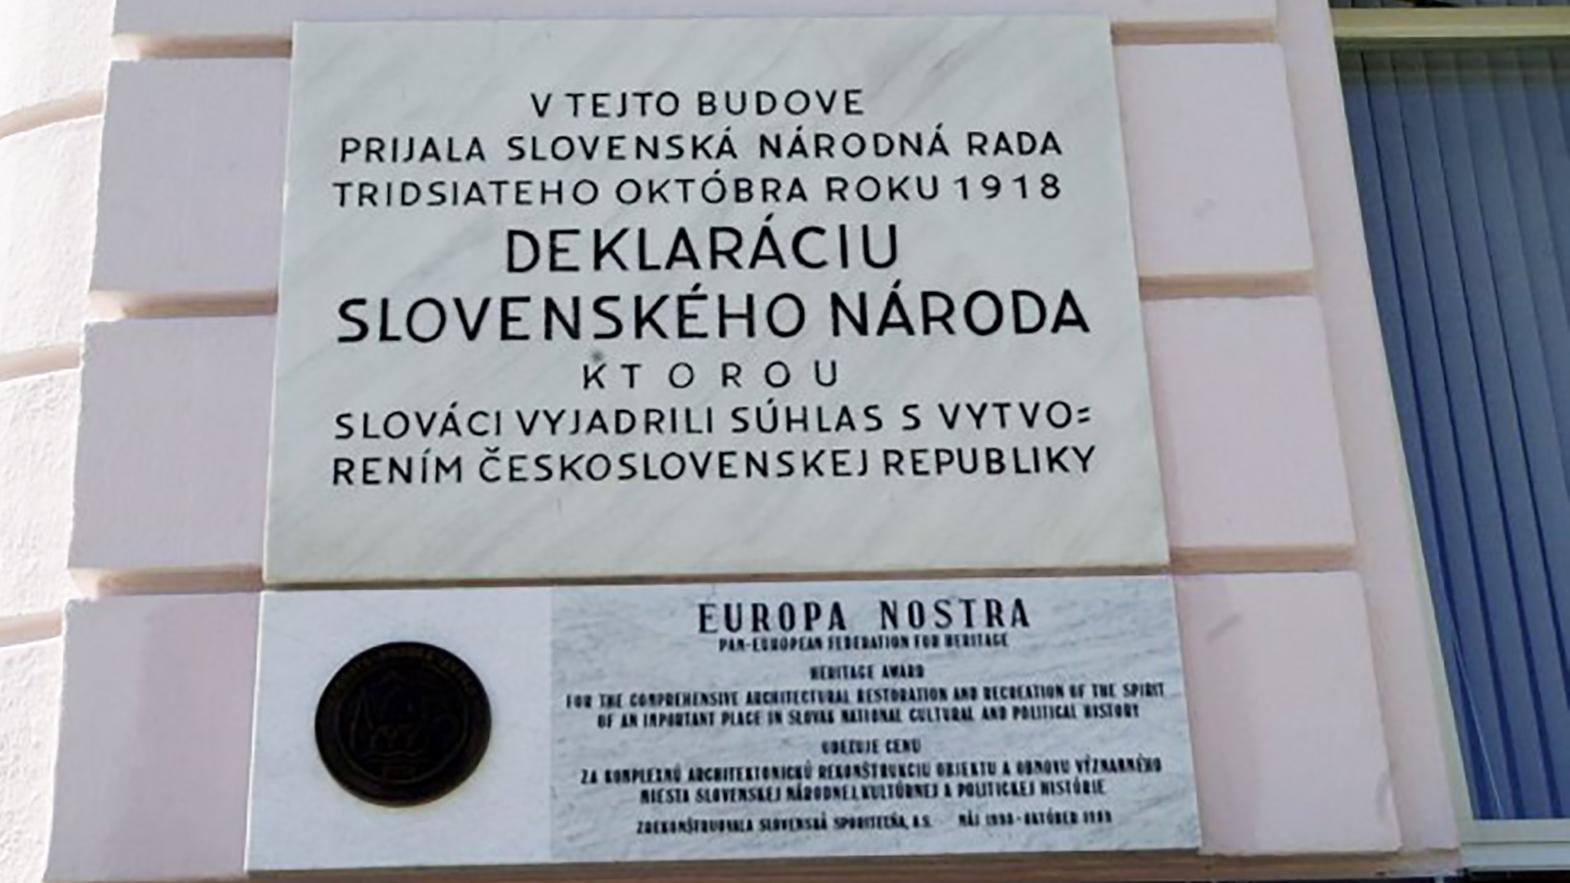 V TEJTO BUDOVE
PRIJALA SLOVENSKÁ NÁRODNÁ RADA
TRIDSIATEHO OKTÓBRA ROKU 1918
DEKLARÁCIU
SLOVENSKÉHO NÁRODA
KTOROU
SLOVÁCI VYJADRILI SÚHLAS S VYTVO=
RENÍM ČESKOSLOVENSKEJ REPUBLIKY
EUROPA NOSTRA
PAN-EUROPEAN FEDERATION FOR HERITAGE
HERITAGE AWARD
FOR THE COMPREHENSIVE ARCHITECTURAL RESTORATION AND RECREATION OF THE SPIRIT
OF AN IMPORTANT PLACE IN SLOVAK NATIONAL CULTURAL AND POLITICAL HISTORY
UDEĽUJE CENU
ZA KOMPLEXNÚ ARCHITEKTONICKÚ REKONŠTRUKCIU OBJEKTU A OBNOVU VÝZNAMNÉHO
MIESTA SLOVENSKEJ NÁRODNEJ, KULTÚRNEJ A POLITICKEJ HISTÓRIE
ZREKONŠTRUOVALA SLOVENSKÁ SPORITEĽŇA, A.S. MÁJ - OKTÓBER